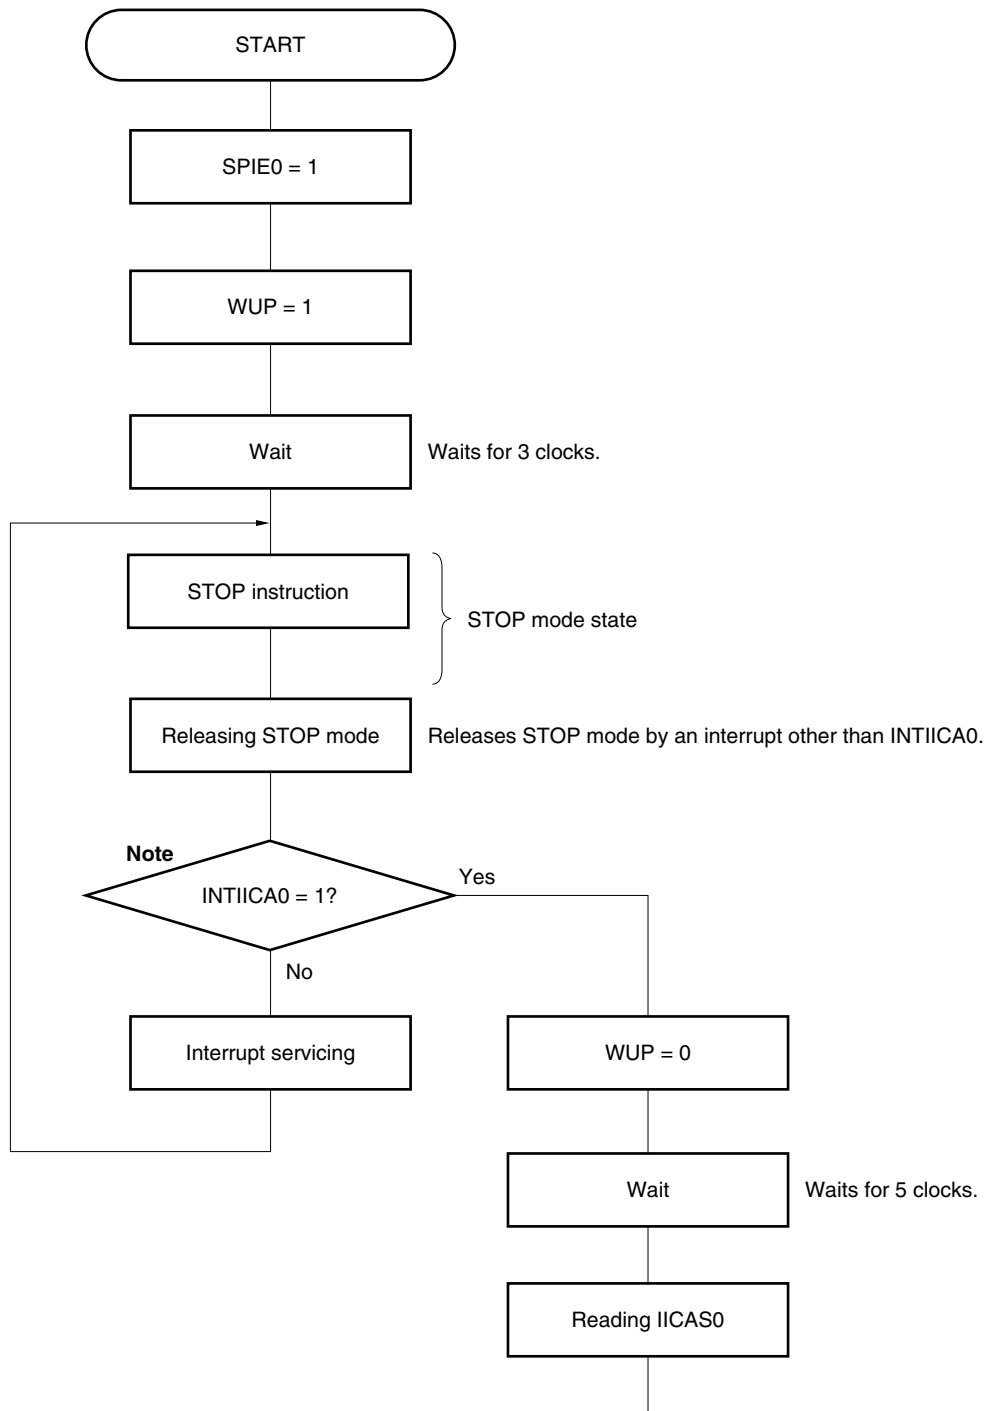 START
SPIE0 = 1
WUP = 1
Wait
Waits for 3 clocks.
STOP instruction
STOP mode state
Releasing STOP mode
Releases STOP mode by an interrupt other than INTIICA0.
Note
INTIICA0 = 1?
Yes
No
Interrupt servicing
WUP = 0
Wait
Waits for 5 clocks.
Reading IICAS0